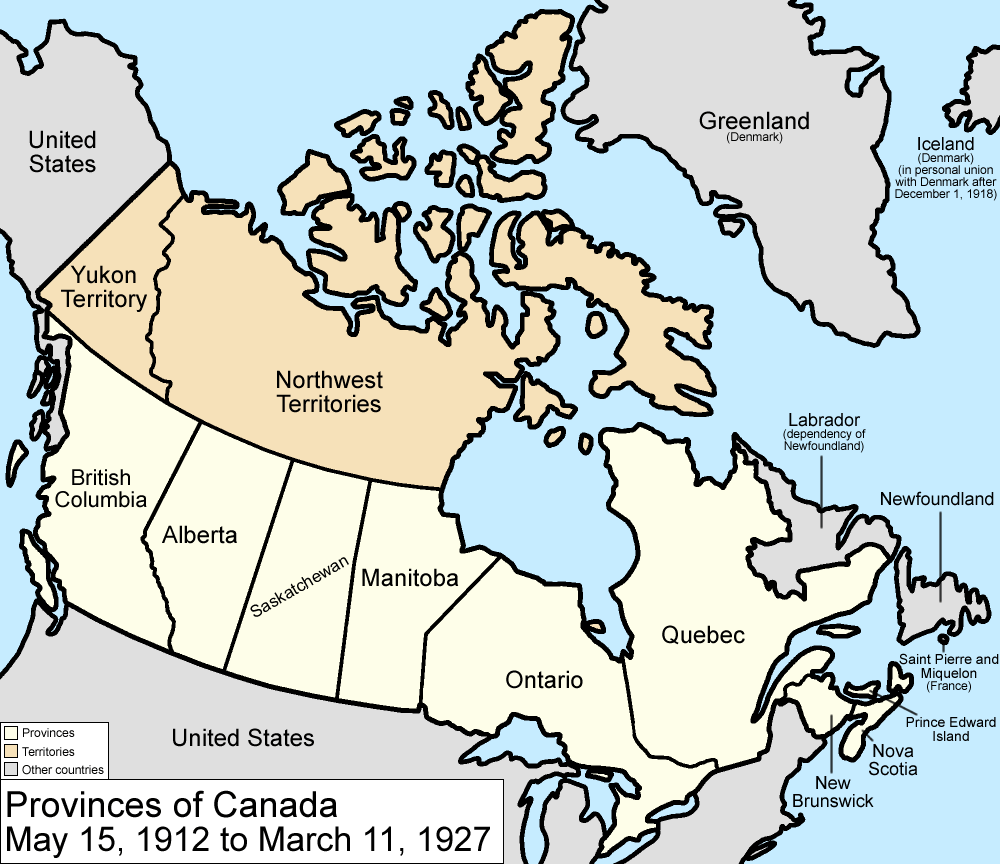 United
States
Greenland
(Denmark)
Iceland
(Denmark)
(in personal union
with Denmark after
December 1, 1918)
Yukon
Territory
Northwest
Territories
Labrador
(dependency of
Newfoundland)
British
Columbia
Newfoundland
Alberta
Saskatchewan
Manitoba
Quebec
Ontario
Saint Pierre and
Miquelon
(France)
Prince Edward
Island
Nova
Scotia
New
Brunswick
United States
Provinces
Territories
Other countries
Provinces of Canada
May 15, 1912 to March 11, 1927